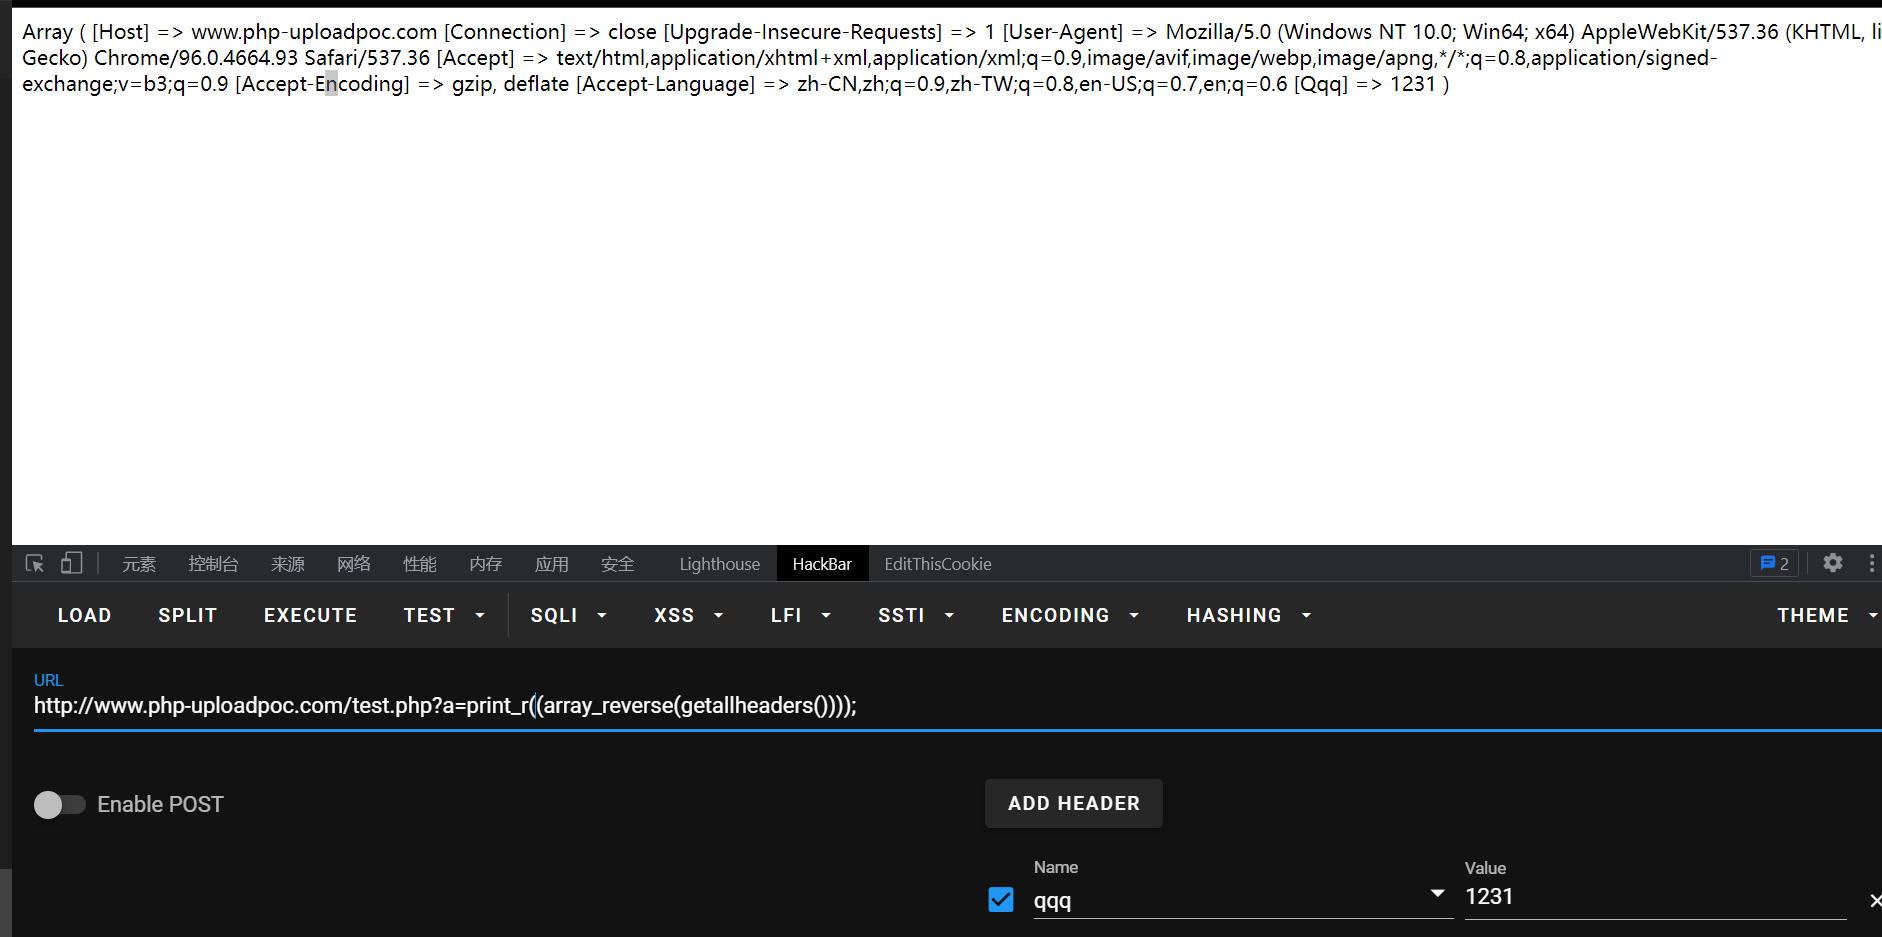 Array ( [Host] => www.php-uploadpoc.com [Connection] => close [Upgrade-Insecure-Requests] => 1 [User-Agent] => Mozilla/5.0 (Windows NT 10.0; Win64; x64) AppleWebKit/537.36 (KHTML, li
Gecko) Chrome/96.0.4664.93 Safari/537.36 [Accept] => text/html,application/xhtml+xml,application/xml;q=0.9,image/avif,image/webp,image/apng,*/*;q=0.8,application/signed-
exchange;v=b3;q=0.9 [Accept-Encoding] => gzip, deflate [Accept-Language] => zh-CN,zh;q=0.9,zh-TW;q=0.8,en-US;q=0.7,en;q=0.6 [Qqq] => 1231 )
元素 控制台 来源 网络 性能 内存 应用 安全 Lighthouse HackBar EditThisCookie 2
LOAD SPLIT EXECUTE TEST SQLI XSS LFI SSTI ENCODING HASHING THEME
URL
http://www.php-uploadpoc.com/test.php?a=print_r((array_reverse(getallheaders())));
Enable POST ADD HEADER
Name Value
qqq 1231